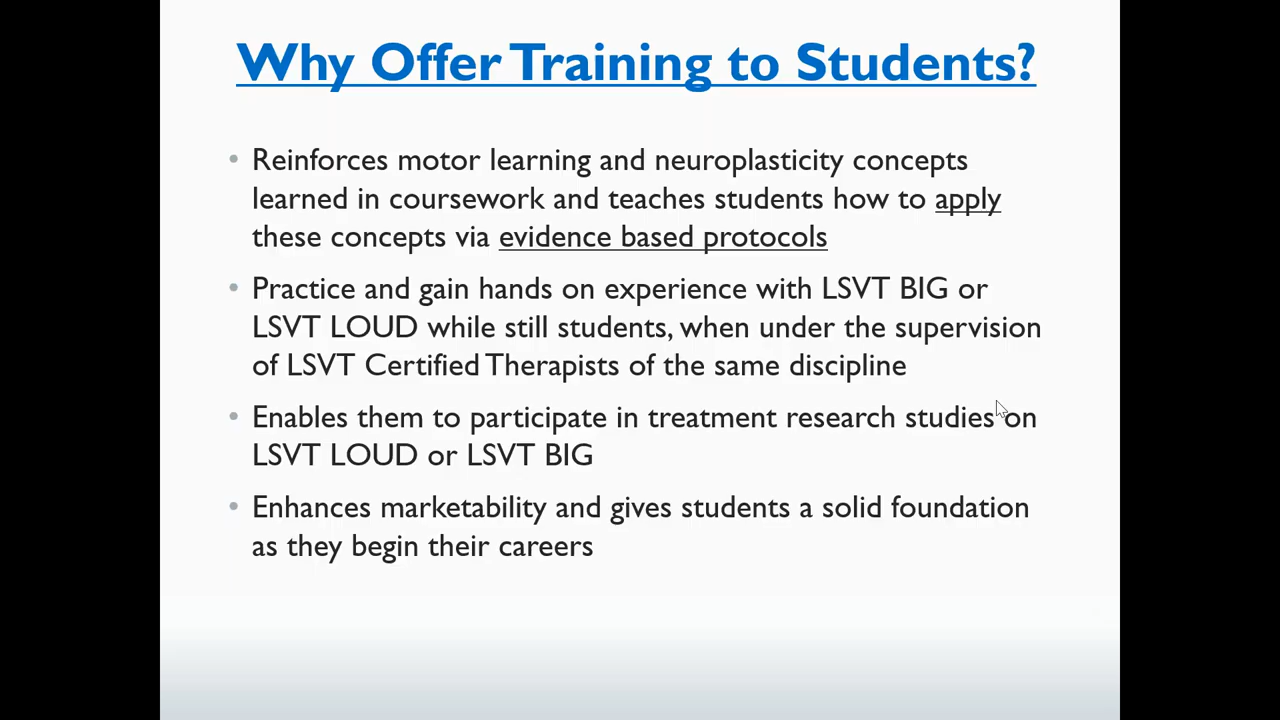 Why Offer Training to Students?
• Reinforces motor learning and neuroplasticity concepts
learned in coursework and teaches students how to apply
these concepts via evidence based protocols
• Practice and gain hands on experience with LSVT BIG or
LSVT LOUD while still students, when under the supervision
of LSVT Certified Therapists of the same discipline
• Enables them to participate in treatment research studies on
LSVT LOUD or LSVT BIG
• Enhances marketability and gives students a solid foundation
as they begin their careers